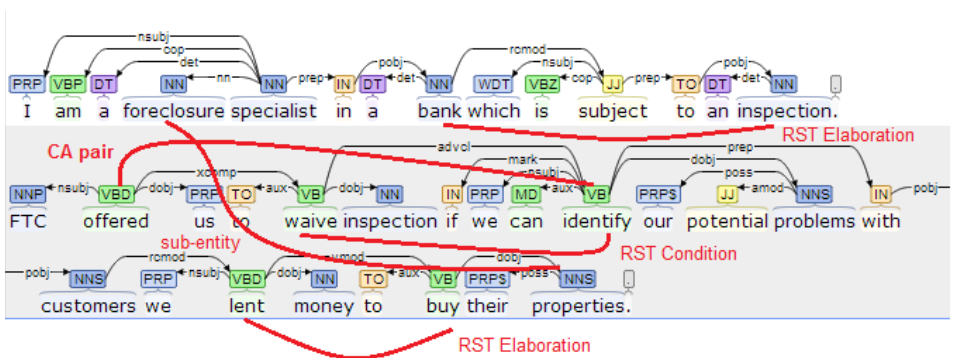 nsubj
cop
det
pobj rcmod nsubj pobj
nn prep det cop prep det
PRP VBP DT NN NN IN DT NN WDT VBZ JJ TO DT NN .
I am a foreclosure specialist in a bank which is subject to an inspection.
RST Elaboration
CA pair
advcl prep
xcomp mark dobj
nsubj poss
nsubj dobj aux dobj aux amod pobj
NNP VBD PRP TO VB NN IN PRP MD VB PRP$ JJ NNS IN
FTC offered us to waive inspection if we can identify our potential problems with
sub-entity
RST Condition
rcmod vmod dobj
pobj nsubj dobj aux poss
NNS PRP VBD NN TO VB PRP$ NNS .
customers we lent money to buy their properties.
RST Elaboration